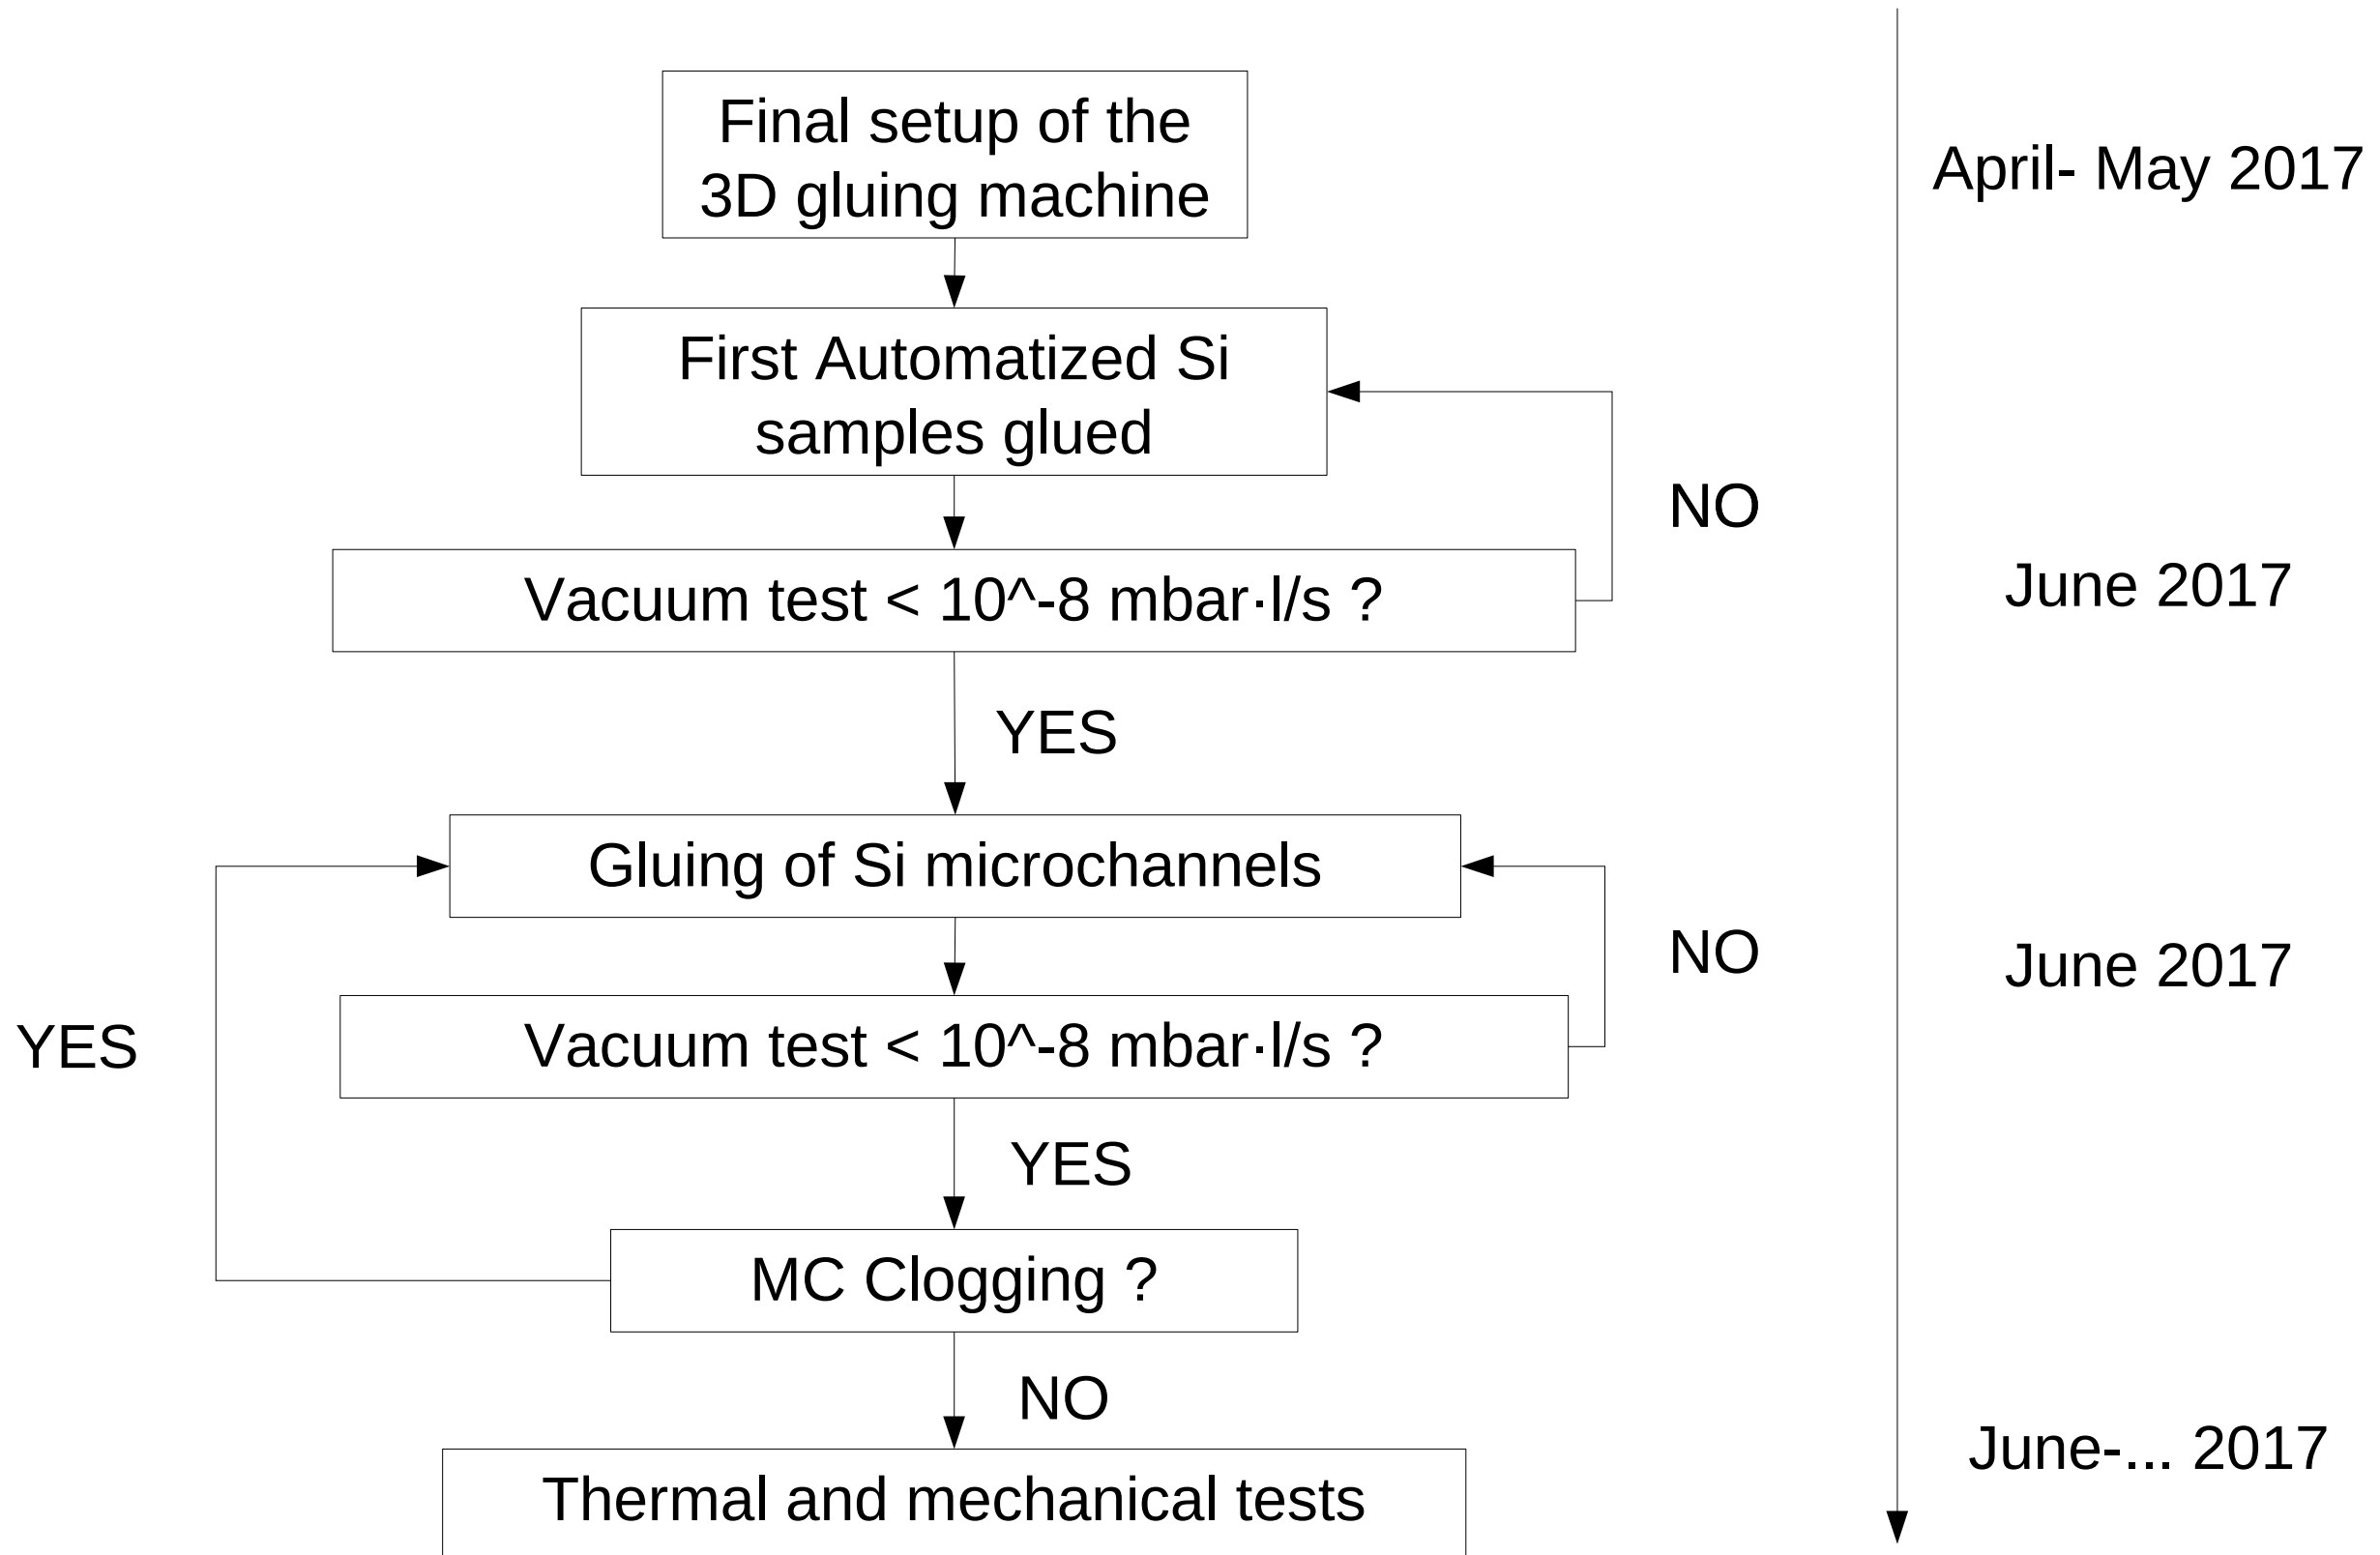 Final setup of the
3D gluing machine
April- May 2017
First Automatized Si
samples glued
NO
Vacuum test < 10^-8 mbar·l/s ?
June 2017
YES
Gluing of Si microchannels
NO
June 2017
YES
Vacuum test < 10^-8 mbar·l/s ?
YES
MC Clogging ?
NO
June-... 2017
Thermal and mechanical tests